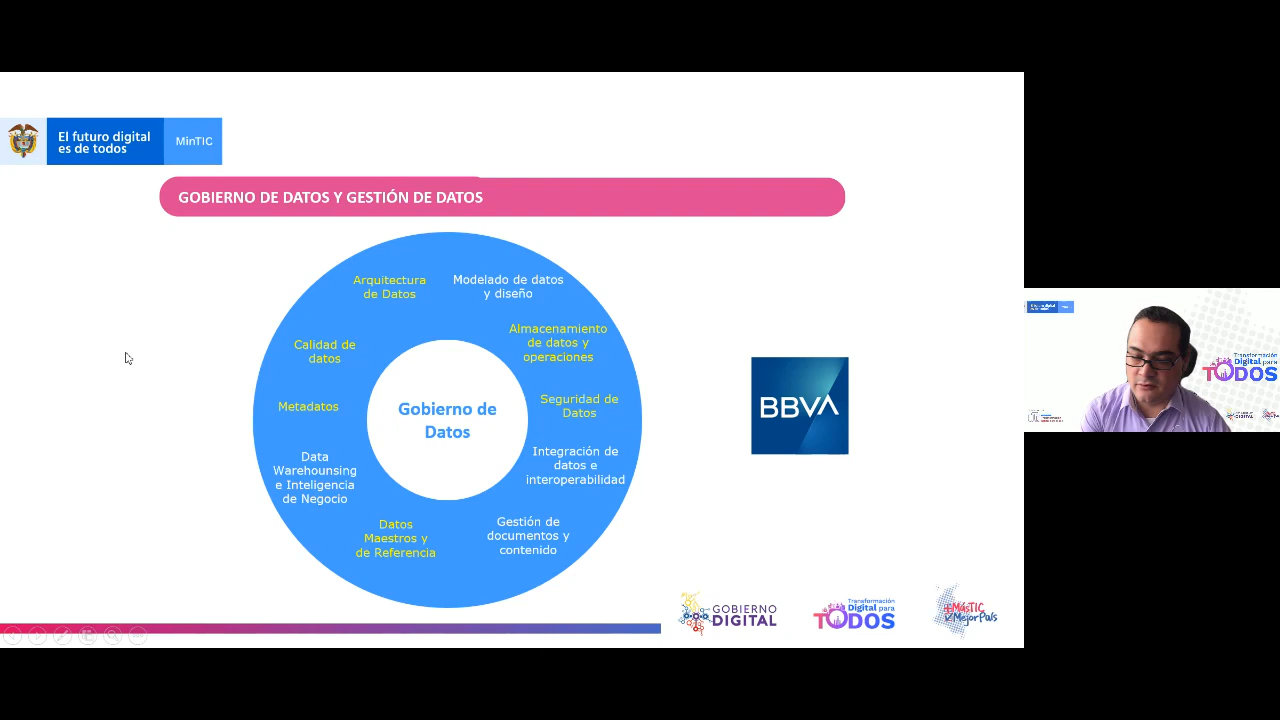 El futuro digital
es de todos
MinTIC
GOBIERNO DE DATOS Y GESTIÓN DE DATOS
Arquitectura
de Datos
Modelado de datos
y diseño
Almacenamiento
de datos y
operaciones
Calidad de
datos
Metadatos
Seguridad de
Datos
Gobierno de
Datos
Data
Warehounsing
e Inteligencia
de Negocio
Integración de
datos e
interoperabilidad
Datos
Maestros y
de Referencia
Gestión de
documentos y
contenido
BBVA
GOBIERNO
DIGITAL
Transformación
Digital para
TODOS
+MásTIC
MejorPaís
Transformación
Digital para
TODOS